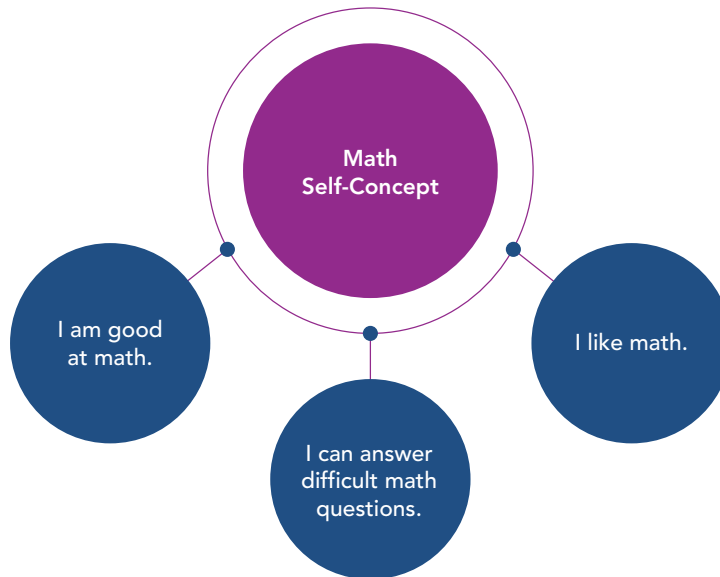 Math
Self-Concept
I am good
at math.
I can answer
difficult math
questions.
I like math.